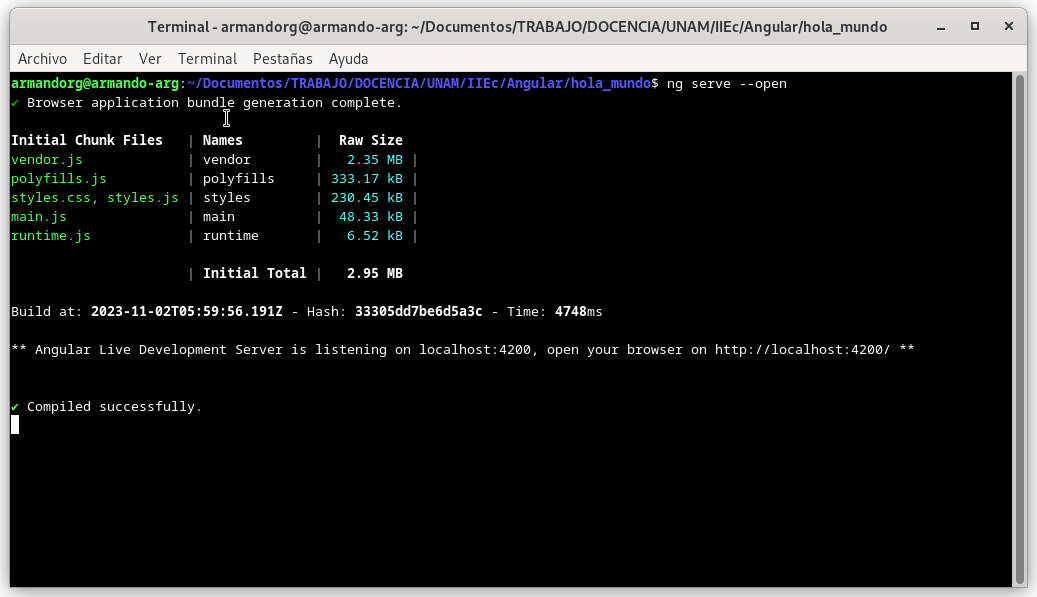 Terminal - armandorg@armando-arg: ~/Documentos/TRABAJO/DOCENCIA/UNAM/IIEc/Angular/hola_mundo
Archivo Editar Ver Terminal Pestañas Ayuda
armandorg@armando-arg:~/Documentos/TRABAJO/DOCENCIA/UNAM/IIEc/Angular/hola_mundo$ ng serve --open
✔ Browser application bundle generation complete.
Initial Chunk Files | Names | Raw Size
vendor.js | vendor | 2.35 MB |
polyfills.js | polyfills | 333.17 kB |
styles.css, styles.js | styles | 230.45 kB |
main.js | main | 48.33 kB |
runtime.js | runtime | 6.52 kB |
| Initial Total | 2.95 MB
Build at: 2023-11-02T05:59:56.191Z - Hash: 33305dd7be6d5a3c - Time: 4748ms
** Angular Live Development Server is listening on localhost:4200, open your browser on http://localhost:4200/ **
✔ Compiled successfully.